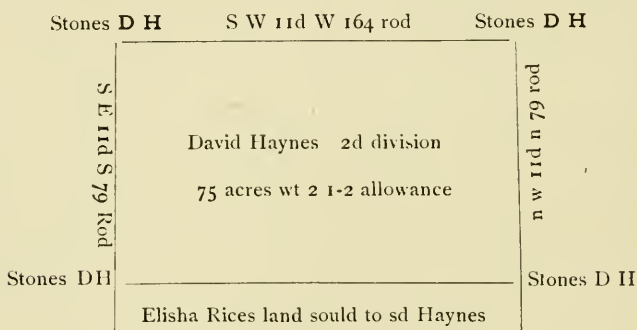 Stones D H S W 11d W 164 rod Stones D H
S E 11d S 79 Rod
n w 11d n 79 rod
David Haynes 2d division
75 acres wt 2 1-2 allowance
Stones DH Stones D H
Elisha Rices land sould to sd Haynes